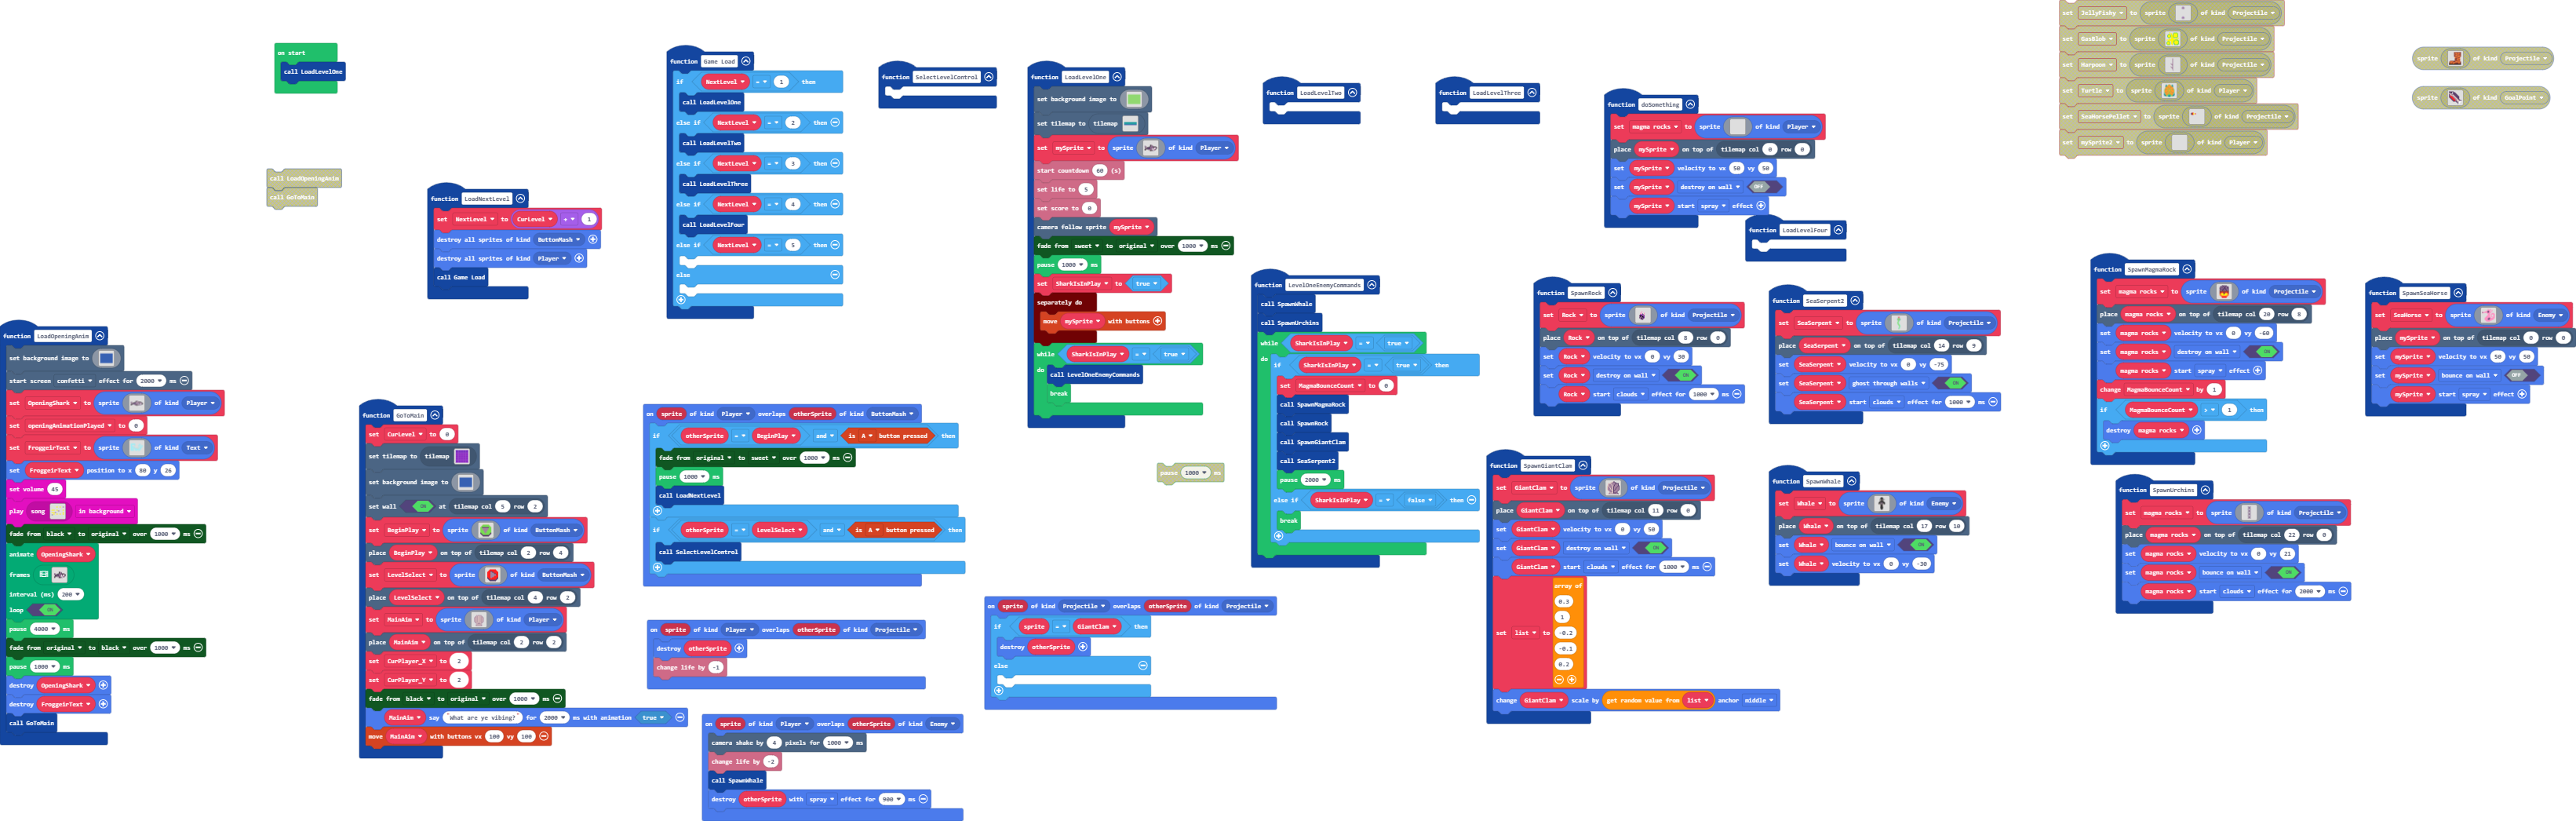 on start
call LoadLevelOne
call LoadOpeningAnim
call GoToMain
function LoadOpeningAnim
set background image to
start screen confetti effect for 2000 ms
set OpeningShark to sprite of kind Player
set openingAnimationPlayed to 0
set FroggeirText to sprite of kind Text
set FroggeirText position to x 80 y 26
set volume 45
play song in background
fade from black to original over 1000 ms
animate OpeningShark
frames
interval (ms) 200
loop ON
pause 4000 ms
fade from original to black over 1000 ms
pause 1000 ms
destroy OpeningShark
destroy FroggeirText
call GoToMain
function LoadNextLevel
set NextLevel to CurLevel + 1
destroy all sprites of kind ButtonMash
destroy all sprites of kind Player
call Game Load
function GoToMain
set CurLevel to 0
set tilemap to tilemap
set background image to
set wall ON at tilemap col 5 row 2
set BeginPlay to sprite of kind ButtonMash
place BeginPlay on top of tilemap col 2 row 4
set LevelSelect to sprite of kind ButtonMash
place LevelSelect on top of tilemap col 4 row 2
set MainAim to sprite of kind Player
place MainAim on top of tilemap col 2 row 2
set CurPlayer_X to 2
set CurPlayer_Y to 2
fade from black to original over 1000 ms
MainAim say "What are ye vibing?" for 2000 ms with animation true
move MainAim with buttons vx 100 vy 100
function Game Load
if NextLevel = 1 then
call LoadLevelOne
else if NextLevel = 2 then
call LoadLevelTwo
else if NextLevel = 3 then
call LoadLevelThree
else if NextLevel = 4 then
call LoadLevelFour
else if NextLevel = 5 then
else
function SelectLevelControl
on sprite of kind Player overlaps otherSprite of kind ButtonMash
if otherSprite = BeginPlay and is A button pressed then
fade from original to sweet over 1000 ms
pause 1000 ms
call LoadNextLevel
if otherSprite = LevelSelect and is A button pressed then
call SelectLevelControl
on sprite of kind Player overlaps otherSprite of kind Projectile
destroy otherSprite
change life by -1
on sprite of kind Player overlaps otherSprite of kind Enemy
camera shake by 4 pixels for 1000 ms
change life by -2
call SpawnWhale
destroy otherSprite with spray effect for 900 ms
function LoadLevelOne
set background image to
set tilemap to tilemap
set mySprite to sprite of kind Player
start countdown 60 (s)
set life to 5
set score to 0
camera follow sprite mySprite
fade from sweet to original over 1000 ms
pause 1000 ms
set SharkIsInPlay to true
separately do
move mySprite with buttons
while SharkIsInPlay = true
do call LevelOneEnemyCommands
break
pause 1000 ms
on sprite of kind Projectile overlaps otherSprite of kind Projectile
if sprite = GiantClam then
destroy otherSprite
else
function LoadLevelTwo
function LoadLevelThree
function LevelOneEnemyCommands
call SpawnWhale
call SpawnUrchins
while SharkIsInPlay = true
do if SharkIsInPlay = true then
set MagmaBounceCount to 0
call SpawnMagmaRock
call SpawnRock
call SpawnGiantClam
call SeaSerpent2
pause 2000 ms
else if SharkIsInPlay = false then
break
function doSomething
set magma rocks to sprite of kind Player
place mySprite on top of tilemap col 0 row 0
set mySprite velocity to vx 50 vy 50
set mySprite destroy on wall OFF
mySprite start spray effect
function LoadLevelFour
function SpawnRock
set Rock to sprite of kind Projectile
place Rock on top of tilemap col 8 row 0
set Rock velocity to vx 0 vy 30
set Rock destroy on wall ON
Rock start clouds effect for 1000 ms
function SeaSerpent2
set SeaSerpent to sprite of kind Projectile
place SeaSerpent on top of tilemap col 14 row 9
set SeaSerpent velocity to vx 0 vy -75
set SeaSerpent ghost through walls ON
SeaSerpent start clouds effect for 1000 ms
function SpawnGiantClam
set GiantClam to sprite of kind Projectile
place GiantClam on top of tilemap col 11 row 0
set GiantClam velocity to vx 0 vy 50
set GiantClam destroy on wall ON
GiantClam start clouds effect for 1000 ms
set list to array of
0.3
1
-0.2
-0.1
0.2
change GiantClam scale by get random value from list anchor middle
function SpawnWhale
set Whale to sprite of kind Enemy
place Whale on top of tilemap col 17 row 10
set Whale bounce on wall ON
set Whale velocity to vx 0 vy -30
set JellyFishy to sprite of kind Projectile
set GasBlob to sprite of kind Projectile
set Harpoon to sprite of kind Projectile
set Turtle to sprite of kind Player
set SeaHorsePellet to sprite of kind Projectile
set mySprite2 to sprite of kind Player
sprite of kind Projectile
sprite of kind GoalPoint
function SpawnMagmaRock
set magma rocks to sprite of kind Projectile
place magma rocks on top of tilemap col 20 row 8
set magma rocks velocity to vx 0 vy -60
set magma rocks destroy on wall ON
magma rocks start spray effect
change MagmaBounceCount by 1
if MagmaBounceCount > 1 then
destroy magma rocks
function SpawnSeaHorse
set SeaHorse to sprite of kind Enemy
place mySprite on top of tilemap col 0 row 0
set mySprite velocity to vx 50 vy 50
set mySprite bounce on wall OFF
mySprite start spray effect
function SpawnUrchins
set magma rocks to sprite of kind Projectile
place magma rocks on top of tilemap col 22 row 0
set magma rocks velocity to vx 0 vy 21
set magma rocks bounce on wall ON
magma rocks start clouds effect for 2000 ms